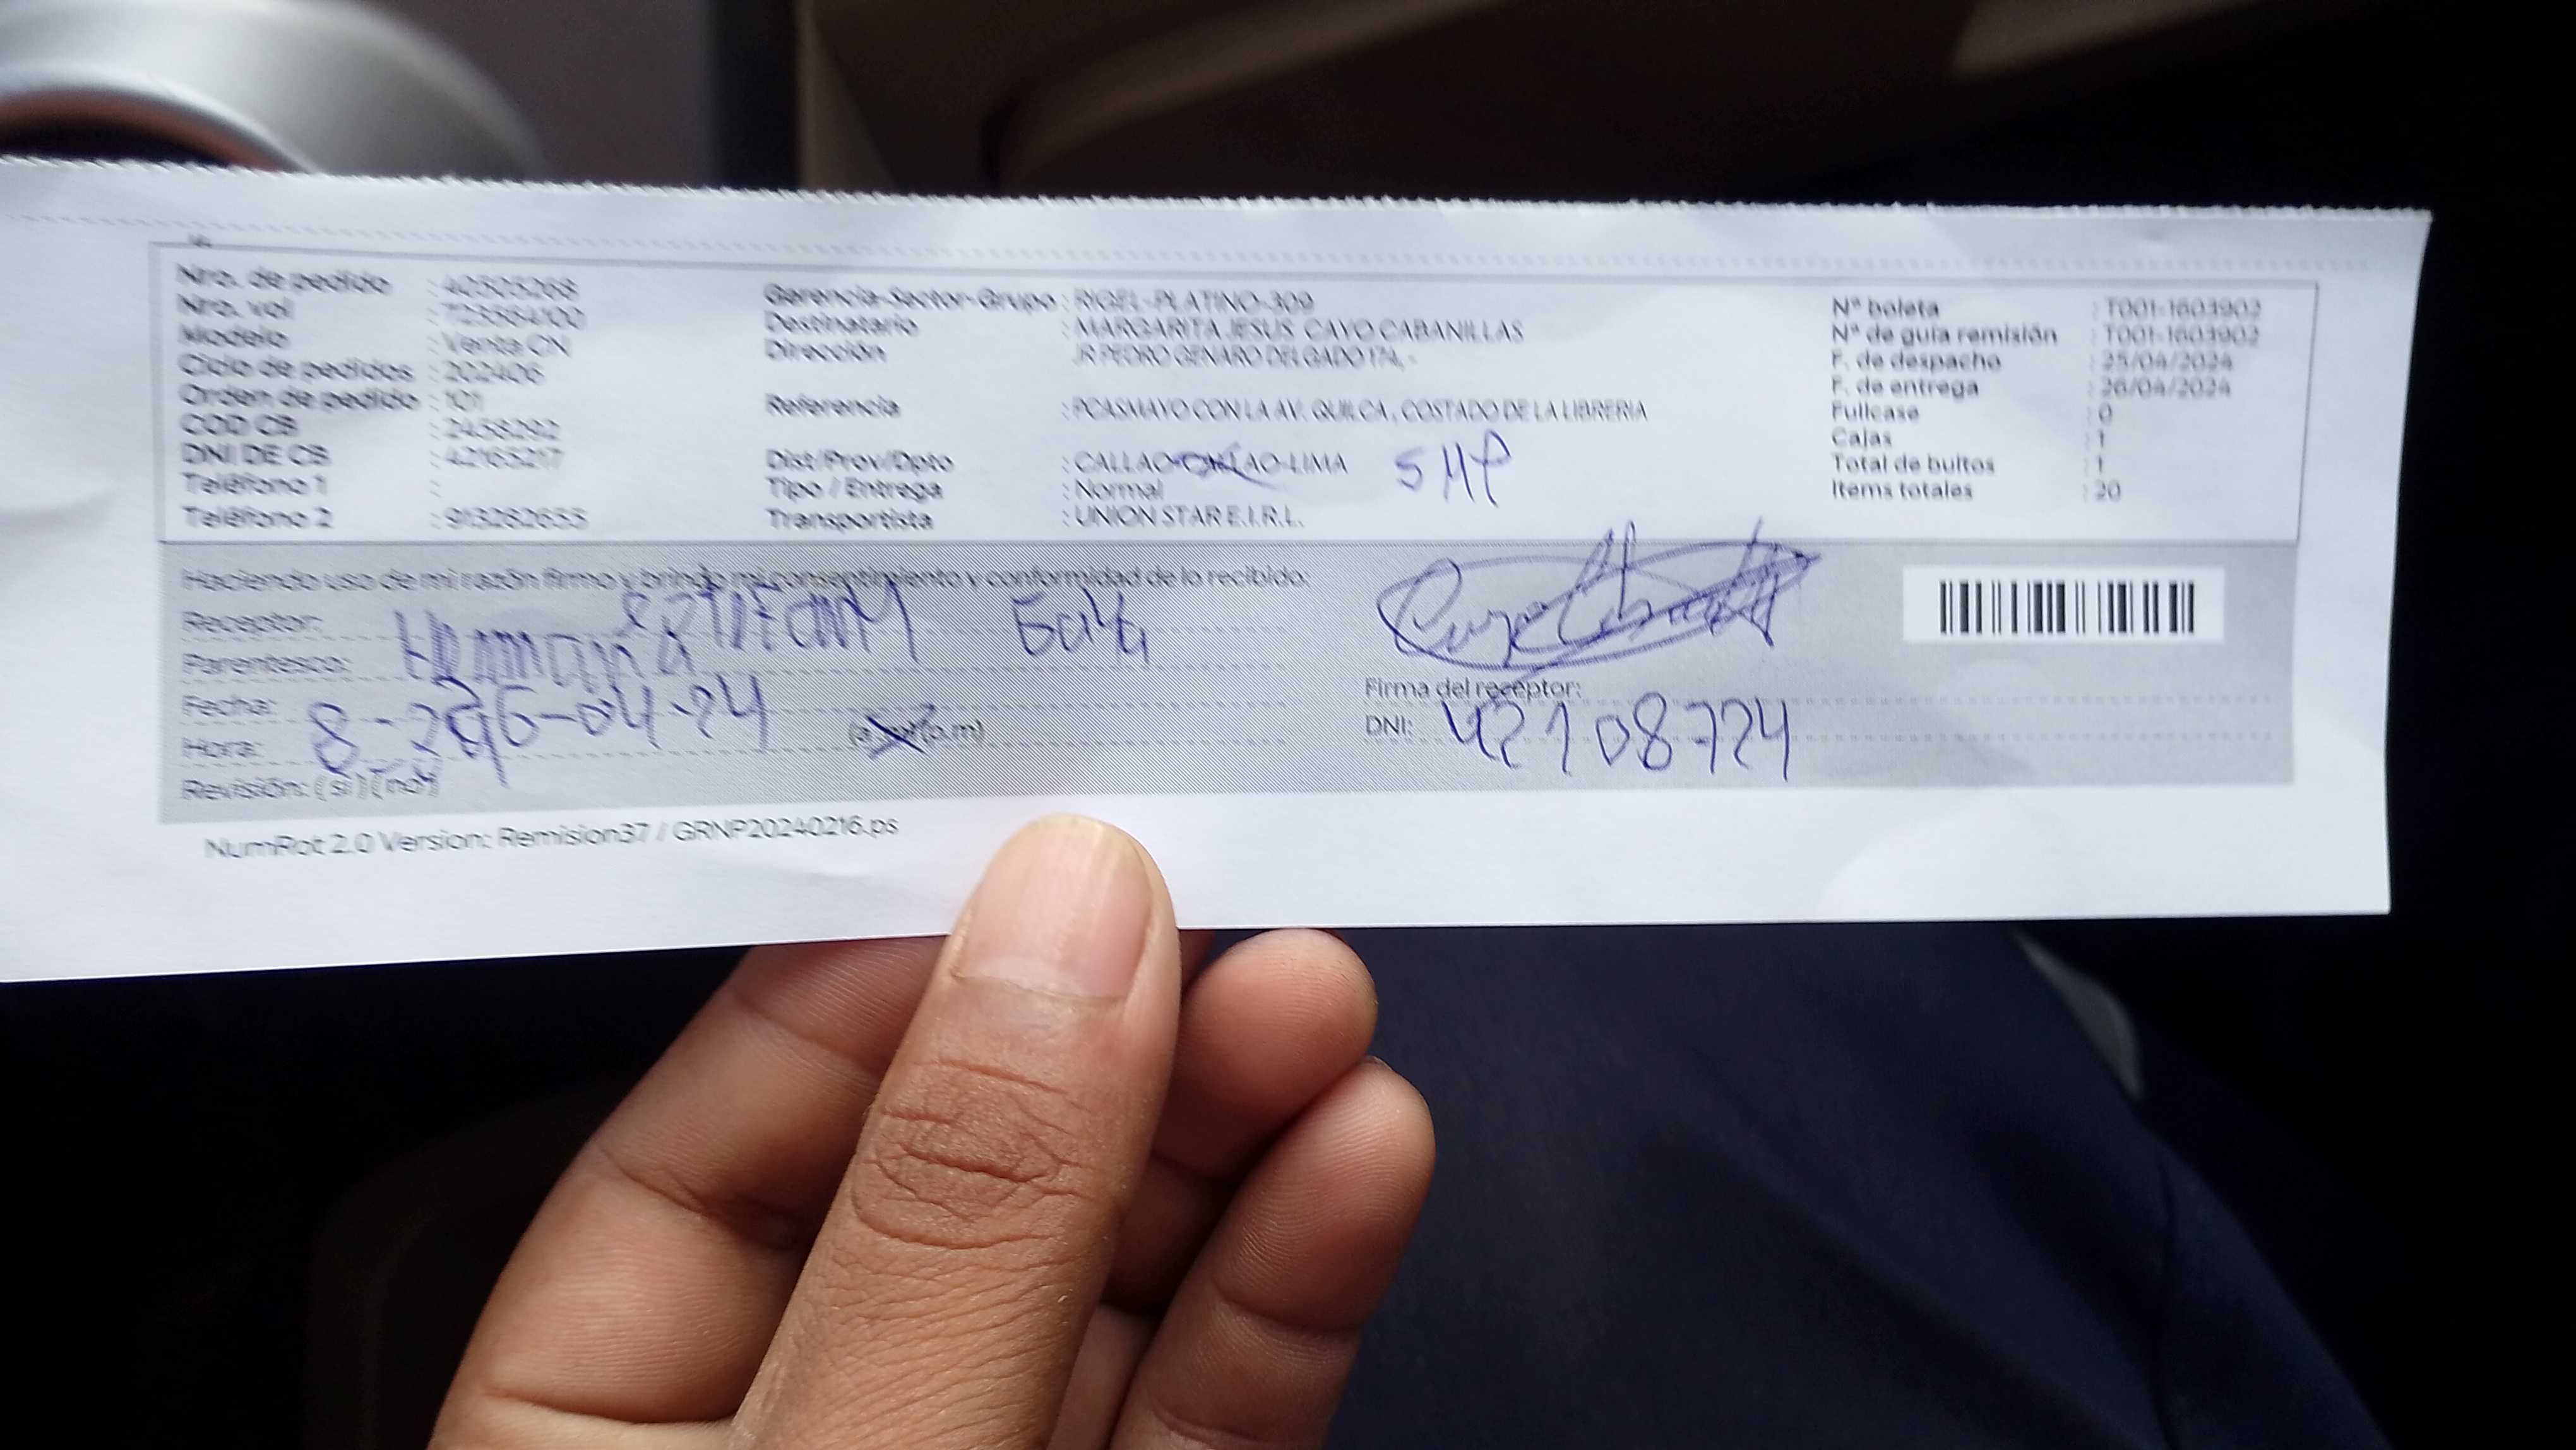 Nro. de pedido : 40505268
Nro. vol : 723584100
Modelo : Venta CN
Ciclo de pedidos : 202406
Orden de pedido : 101
COD CB : 2458292
DNI DE CB : 42165217
Teléfono 1 :
Teléfono 2 : 913282655
Gerencia-Sector-Grupo : RIGEL-PLATINO-309
Destinatario : MARGARITA JESUS CAYO CABANILLAS
Dirección JR PEDRO GENARO DELGADO 174, -
Referencia : PCASMAYO CON LA AV. QUILCA , COSTADO DE LA LIBRERIA
Dist/Prov/Dpto : CALLAO-CALLAO-LIMA SMP
Tipo / Entrega : Normal
Transportista : UNION STAR E.I.R.L.
N° boleta : T001-1603902
N° de guía remisión : T001-1603902
F. de despacho : 25/04/2024
F. de entrega : 26/04/2024
Fullcase : 0
Cajas : 1
Total de bultos : 1
Items totales : 20
Haciendo uso de mi razón firmo y brindo mi consentimiento y conformidad de lo recibido:
Receptor:
Parentesco: Hermana
Fecha: 26-04-24
Hora: (a.m) (p.m)
Revisión: (si) (no)
Firma del receptor:
DNI: 42108724
NumRot 2.0 Version: Remision37 / GRNP20240216.ps